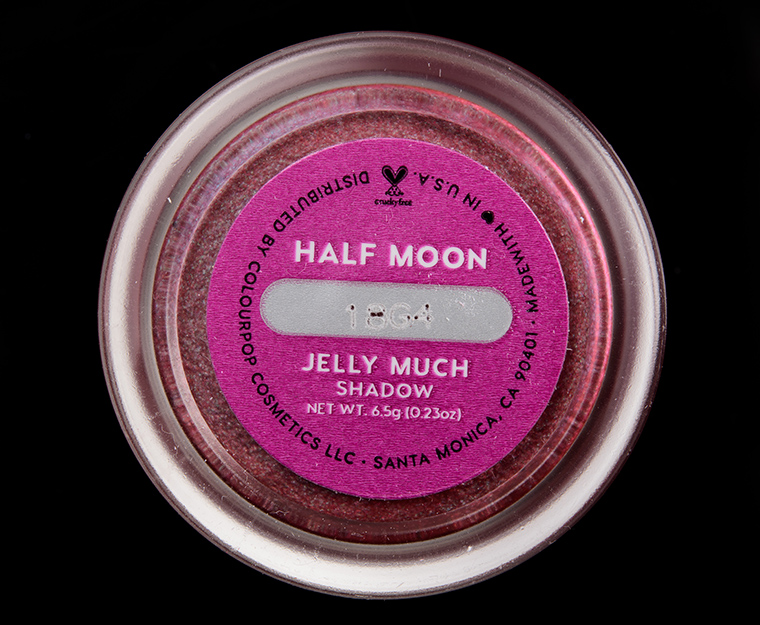 HALF MOON
18G4
JELLY MUCH
SHADOW
NET WT. 6.5g (0.23oz)
DISTRIBUTED BY COLOURPOP COSMETICS LLC · SANTA MONICA, CA 90401 · MADE WITH ♥ IN U.S.A.
crueltyfree